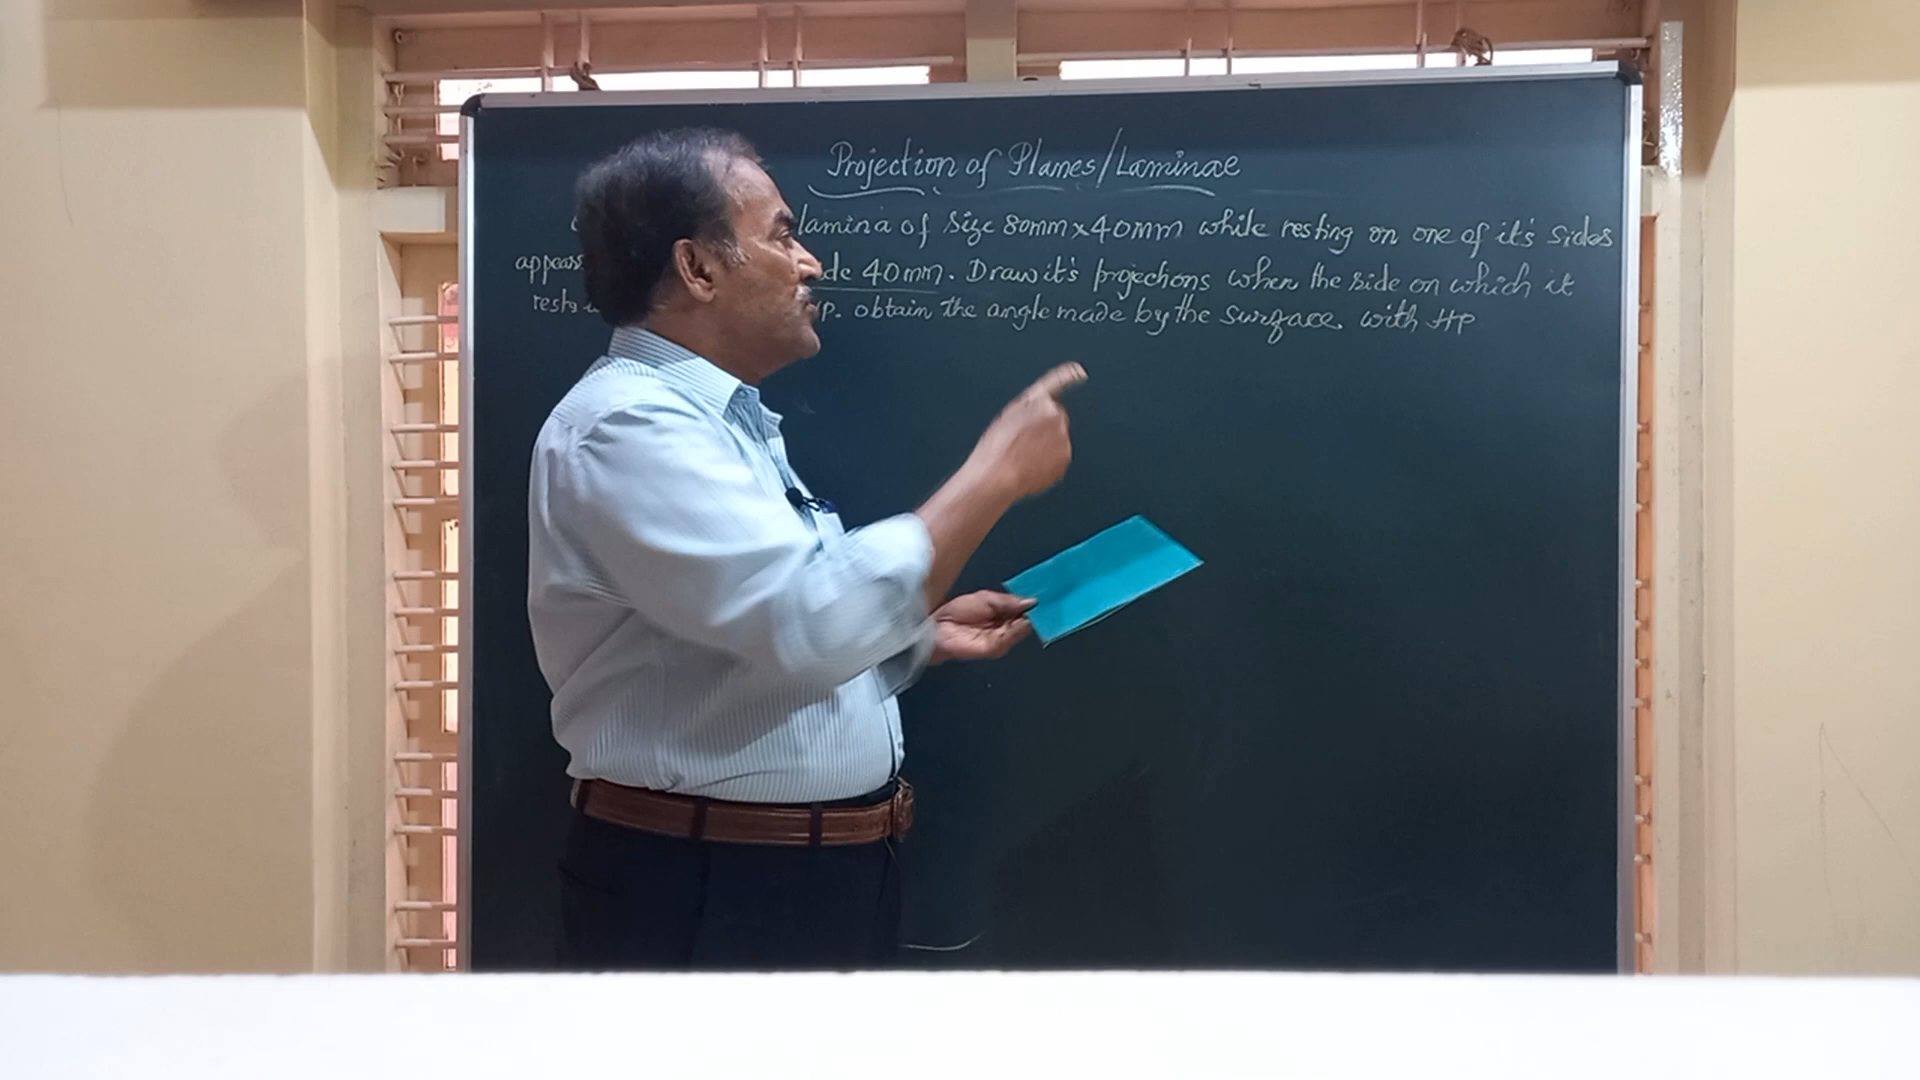 Projection of Planes/Laminae
lamina of size 80mm x 40mm while resting on one of it's sides
appears de 40mm. Draw it's projections when the side on which it
rests obtain the angle made by the surface with HP